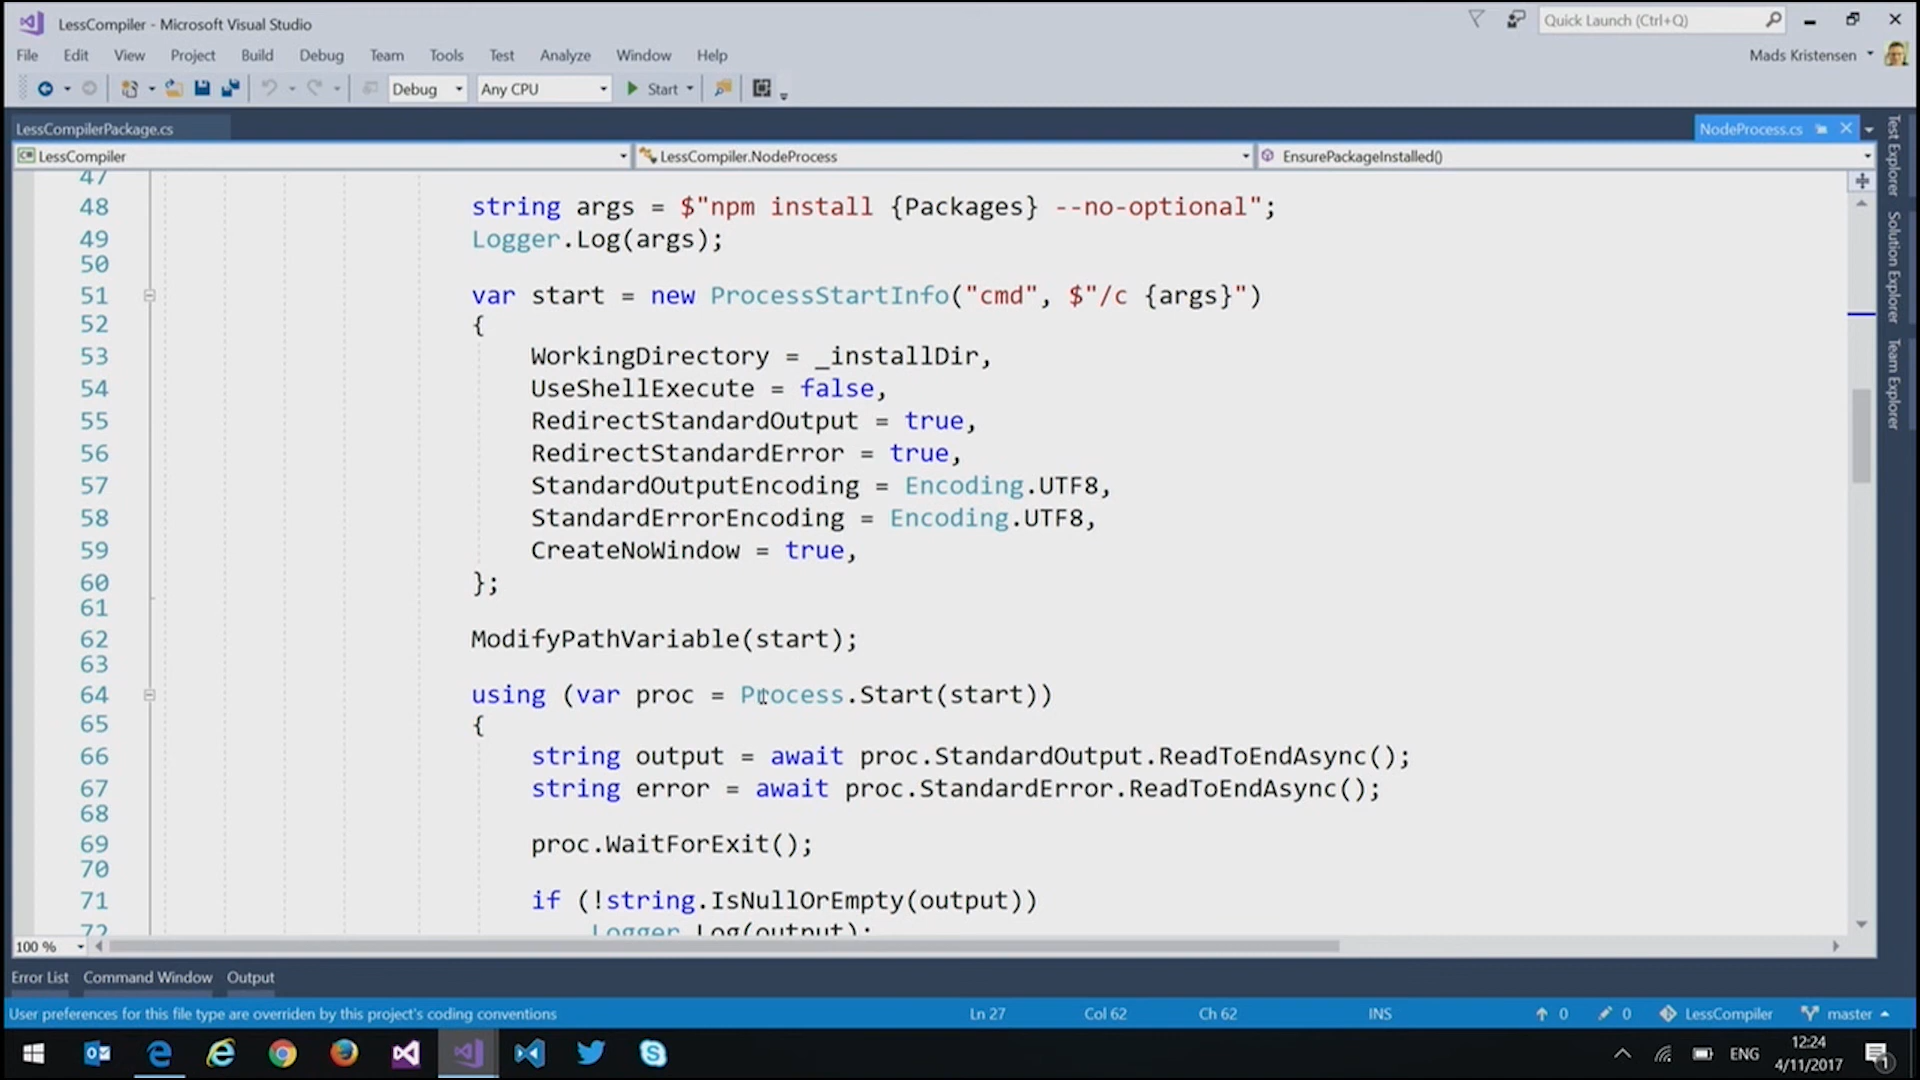 LessCompiler - Microsoft Visual Studio
Quick Launch (Ctrl+Q)
File Edit View Project Build Debug Team Tools Test Analyze Window Help
Mads Kristensen
Debug Any CPU Start
LessCompilerPackage.cs
NodeProcess.cs
LessCompiler
LessCompiler.NodeProcess
EnsurePackageInstalled()
47
48 string args = $"npm install {Packages} --no-optional";
49 Logger.Log(args);
50
51 var start = new ProcessStartInfo("cmd", $"/c {args}")
52 {
53 WorkingDirectory = _installDir,
54 UseShellExecute = false,
55 RedirectStandardOutput = true,
56 RedirectStandardError = true,
57 StandardOutputEncoding = Encoding.UTF8,
58 StandardErrorEncoding = Encoding.UTF8,
59 CreateNoWindow = true,
60 };
61
62 ModifyPathVariable(start);
63
64 using (var proc = Process.Start(start))
65 {
66 string output = await proc.StandardOutput.ReadToEndAsync();
67 string error = await proc.StandardError.ReadToEndAsync();
68
69 proc.WaitForExit();
70
71 if (!string.IsNullOrEmpty(output))
72 Logger.Log(output);
Test Explorer
Solution Explorer
Team Explorer
100 %
Error List Command Window Output
User preferences for this file type are overriden by this project's coding conventions
Ln 27 Col 62 Ch 62 INS
0 0 LessCompiler master
ENG
12:24
4/11/2017
1